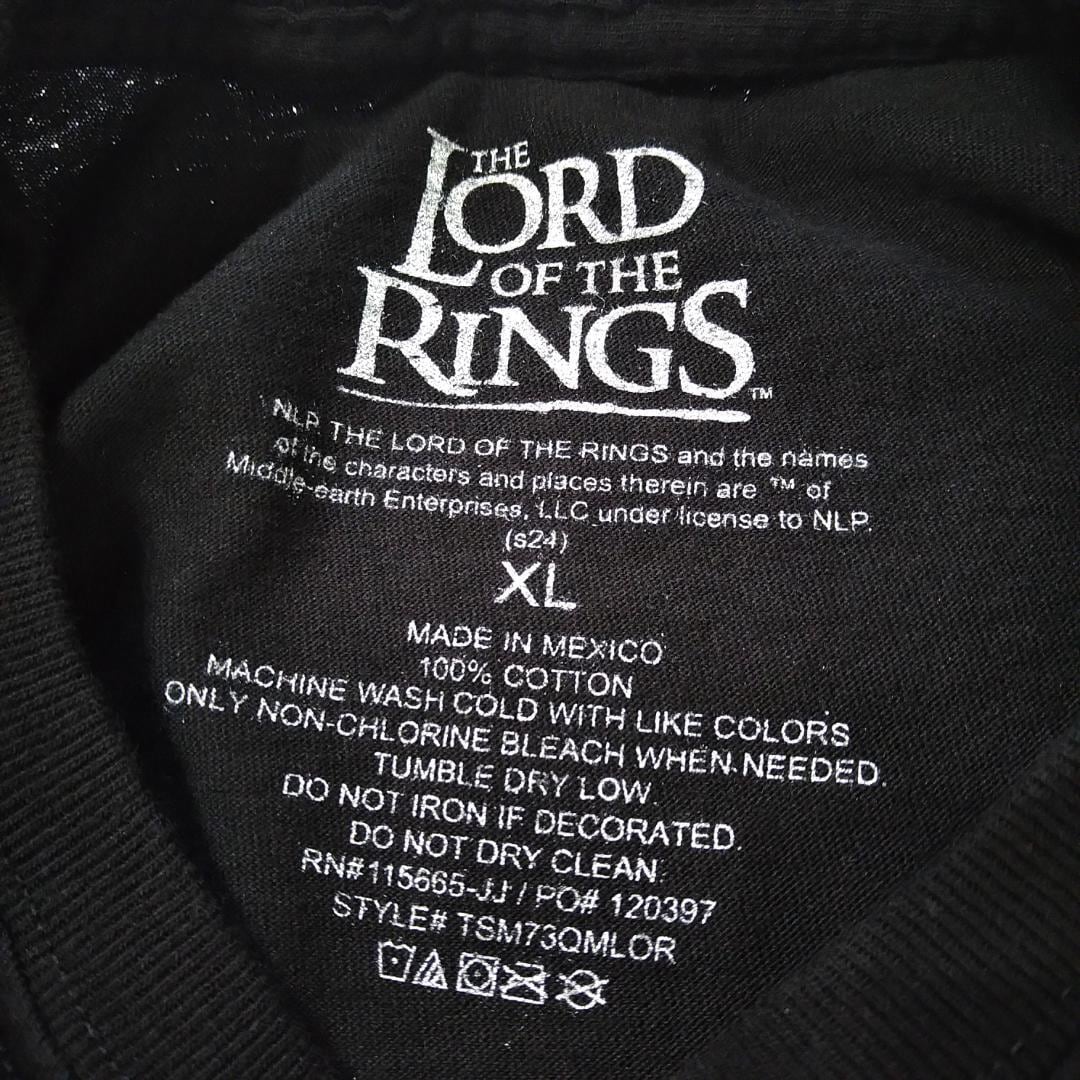 THE
LORD
OF THE
RINGS™
NLP. THE LORD OF THE RINGS and the names
of the characters and places therein are ™ of
Middle-earth Enterprises, LLC under license to NLP.
(s24)
XL
MADE IN MEXICO
100% COTTON
MACHINE WASH COLD WITH LIKE COLORS
ONLY NON-CHLORINE BLEACH WHEN NEEDED.
TUMBLE DRY LOW.
DO NOT IRON IF DECORATED.
DO NOT DRY CLEAN.
RN#115665-JJ / PO# 120397
STYLE# TSM73QMLOR